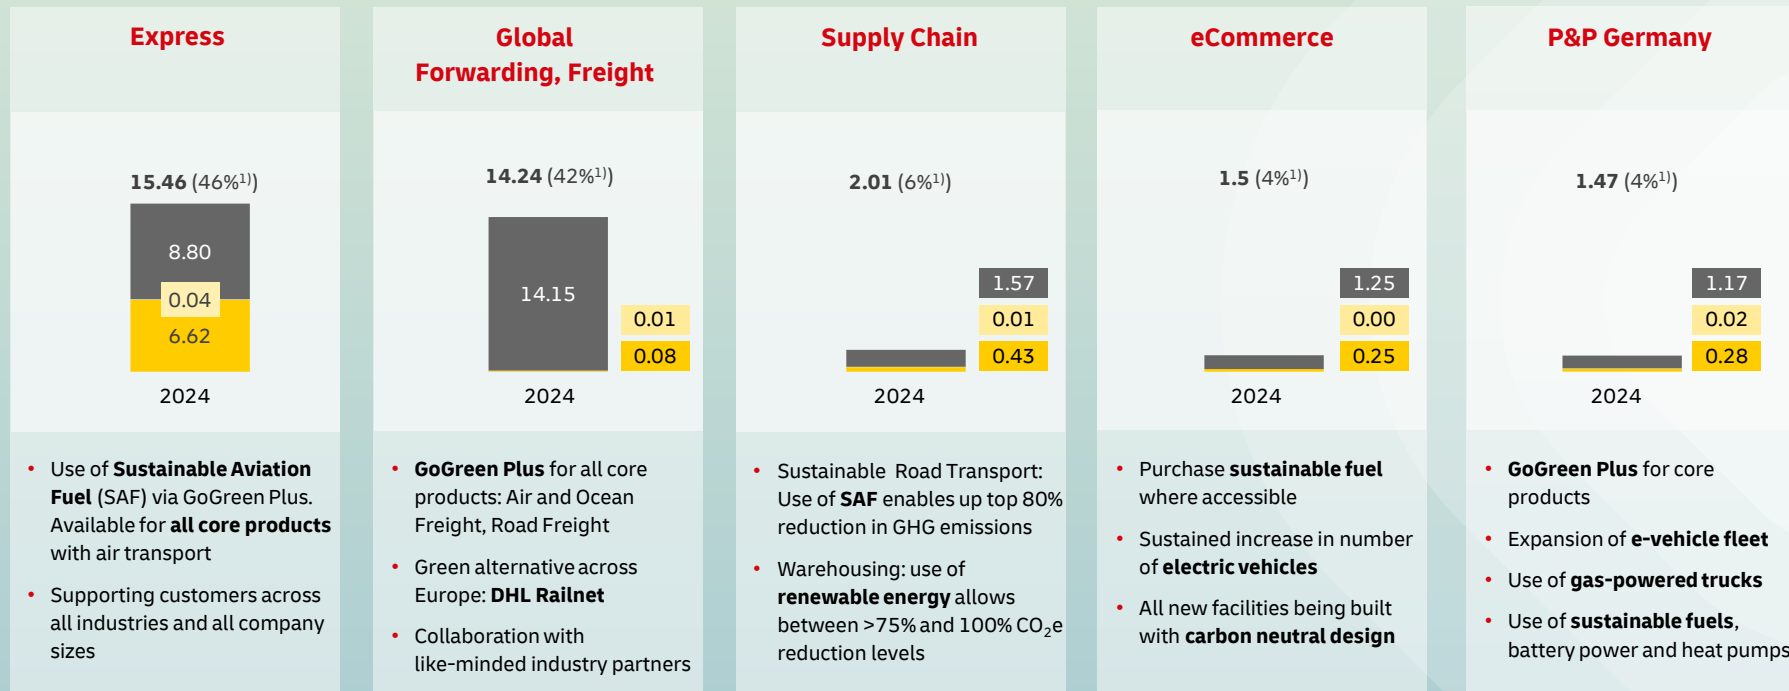 Express
15.46 (46%1))
8.80
0.04
6.62
2024
• Use of Sustainable Aviation
Fuel (SAF) via GoGreen Plus.
Available for all core products
with air transport
• Supporting customers across
all industries and all company
sizes
Global
Forwarding, Freight
14.24 (42%1))
14.15
0.01
0.08
2024
• GoGreen Plus for all core
products: Air and Ocean
Freight, Road Freight
• Green alternative across
Europe: DHL Railnet
• Collaboration with
like-minded industry partners
Supply Chain
2.01 (6%1))
1.57
0.01
0.43
2024
• Sustainable Road Transport:
Use of SAF enables up top 80%
reduction in GHG emissions
• Warehousing: use of
renewable energy allows
between >75% and 100% CO2e
reduction levels
eCommerce
1.5 (4%1))
1.25
0.00
0.25
2024
• Purchase sustainable fuel
where accessible
• Sustained increase in number
of electric vehicles
• All new facilities being built
with carbon neutral design
P&P Germany
1.47 (4%1))
1.17
0.02
0.28
2024
• GoGreen Plus for core
products
• Expansion of e-vehicle fleet
• Use of gas-powered trucks
• Use of sustainable fuels,
battery power and heat pumps